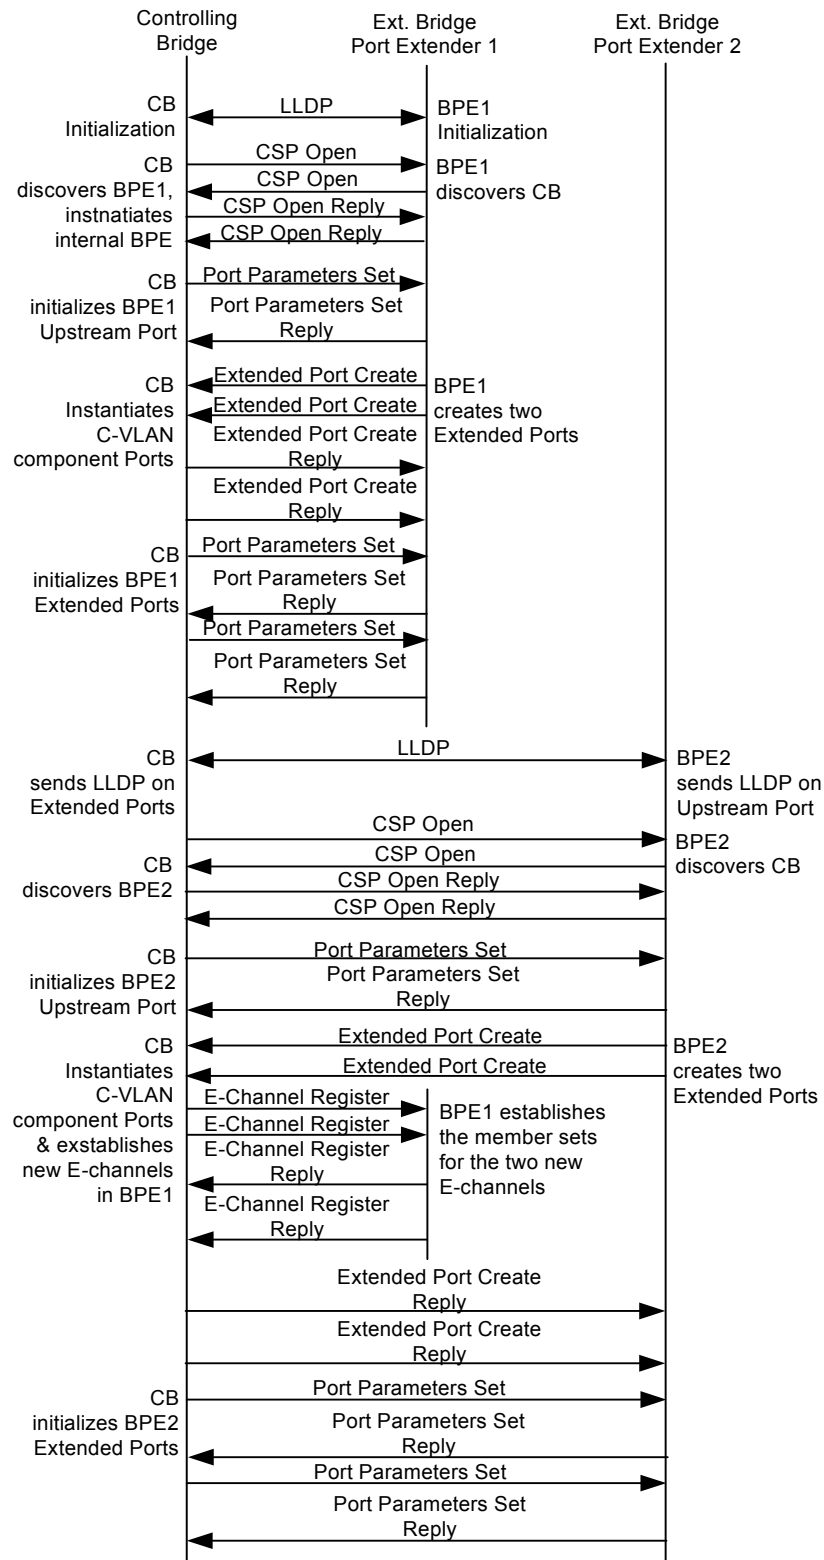 Controlling
Bridge
Ext. Bridge
Port Extender 1
Ext. Bridge
Port Extender 2
CB
Initialization
LLDP
BPE1
Initialization
CB
discovers BPE1,
instnatiates
internal BPE
CSP Open
CSP Open
CSP Open Reply
CSP Open Reply
BPE1
discovers CB
CB
initializes BPE1
Upstream Port
Port Parameters Set
Port Parameters Set
Reply
CB
Instantiates
C-VLAN
component Ports
Extended Port Create
Extended Port Create
Extended Port Create
Reply
Extended Port Create
Reply
BPE1
creates two
Extended Ports
CB
initializes BPE1
Extended Ports
Port Parameters Set
Port Parameters Set
Reply
Port Parameters Set
Port Parameters Set
Reply
CB
sends LLDP on
Extended Ports
LLDP
BPE2
sends LLDP on
Upstream Port
CSP Open
CSP Open
CSP Open Reply
CSP Open Reply
BPE2
discovers CB
CB
discovers BPE2
CB
initializes BPE2
Upstream Port
Port Parameters Set
Port Parameters Set
Reply
CB
Instantiates
C-VLAN
component Ports
& exstablishes
new E-channels
in BPE1
Extended Port Create
Extended Port Create
BPE2
creates two
Extended Ports
E-Channel Register
E-Channel Register
E-Channel Register
Reply
E-Channel Register
Reply
BPE1 establishes
the member sets
for the two new
E-channels
Extended Port Create
Reply
Extended Port Create
Reply
CB
initializes BPE2
Extended Ports
Port Parameters Set
Port Parameters Set
Reply
Port Parameters Set
Port Parameters Set
Reply